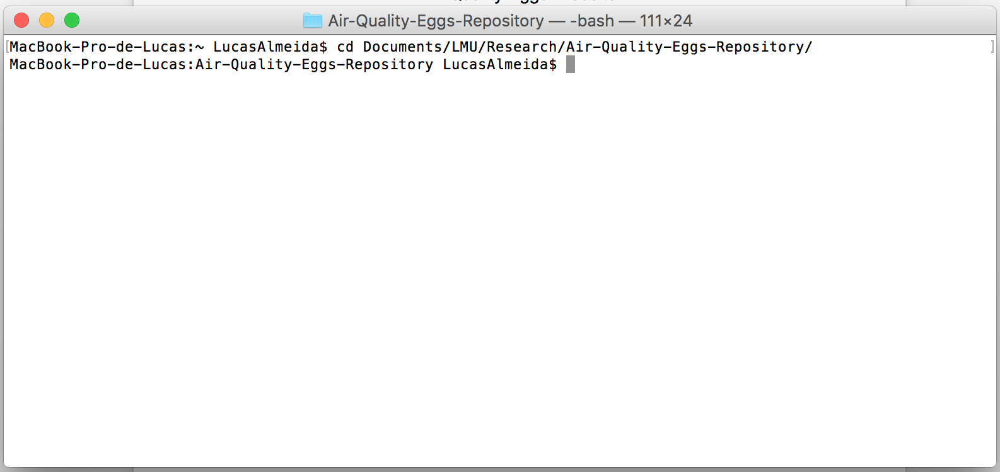 Air-Quality-Eggs-Repository — -bash — 111×24
[MacBook-Pro-de-Lucas:~ LucasAlmeida$ cd Documents/LMU/Research/Air-Quality-Eggs-Repository/ ]
MacBook-Pro-de-Lucas:Air-Quality-Eggs-Repository LucasAlmeida$